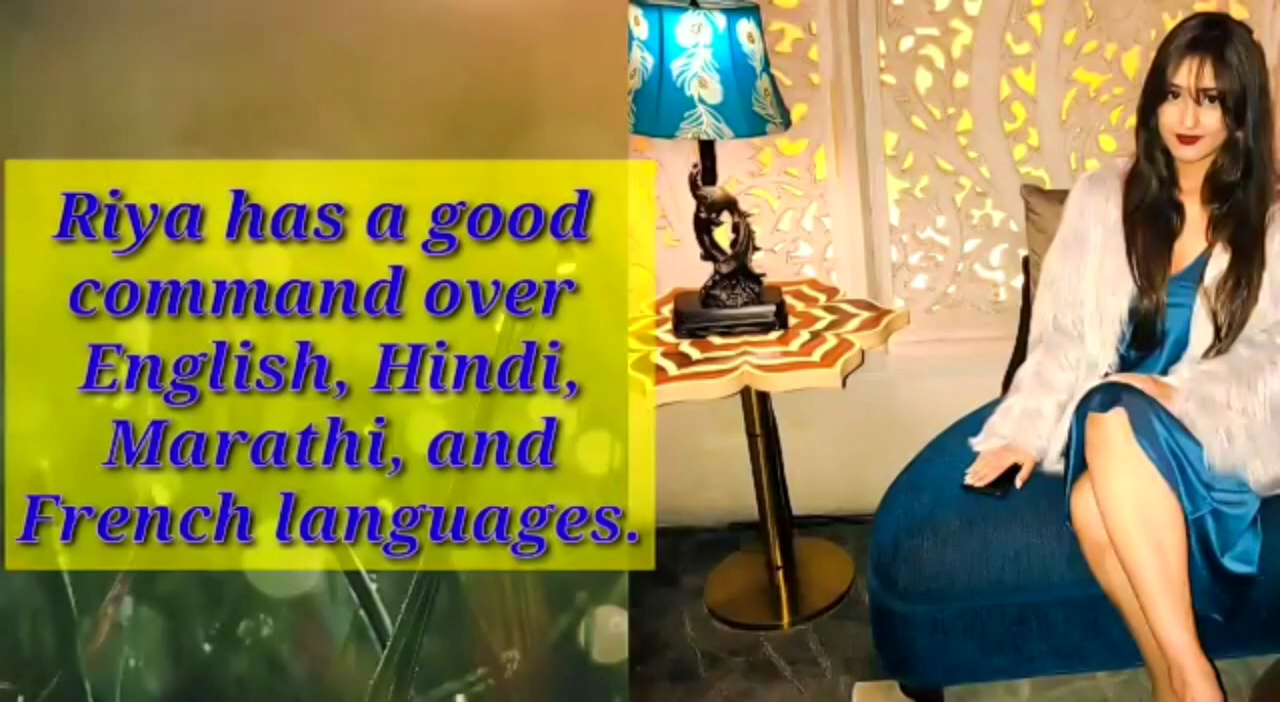 Riya has a good
command over
English, Hindi,
Marathi, and
French languages.